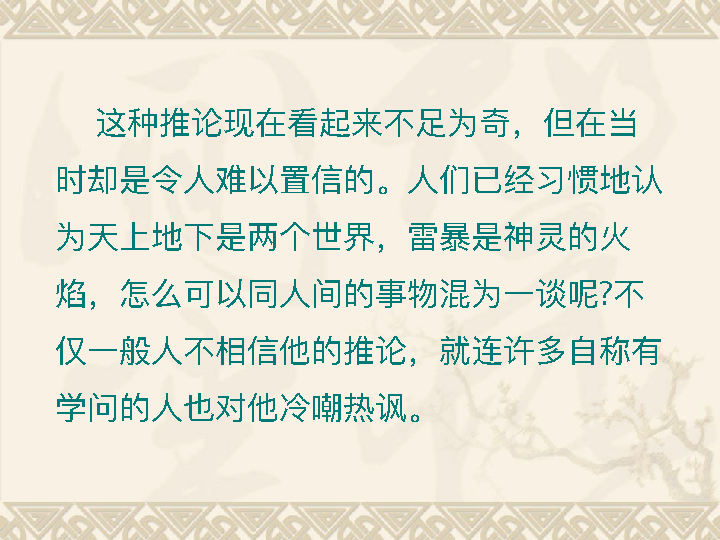 这种推论现在看起来不足为奇，但在当
时却是令人难以置信的。人们已经习惯地认
为天上地下是两个世界，雷暴是神灵的火
焰，怎么可以同人间的事物混为一谈呢?不
仅一般人不相信他的推论，就连许多自称有
学问的人也对他冷嘲热讽。